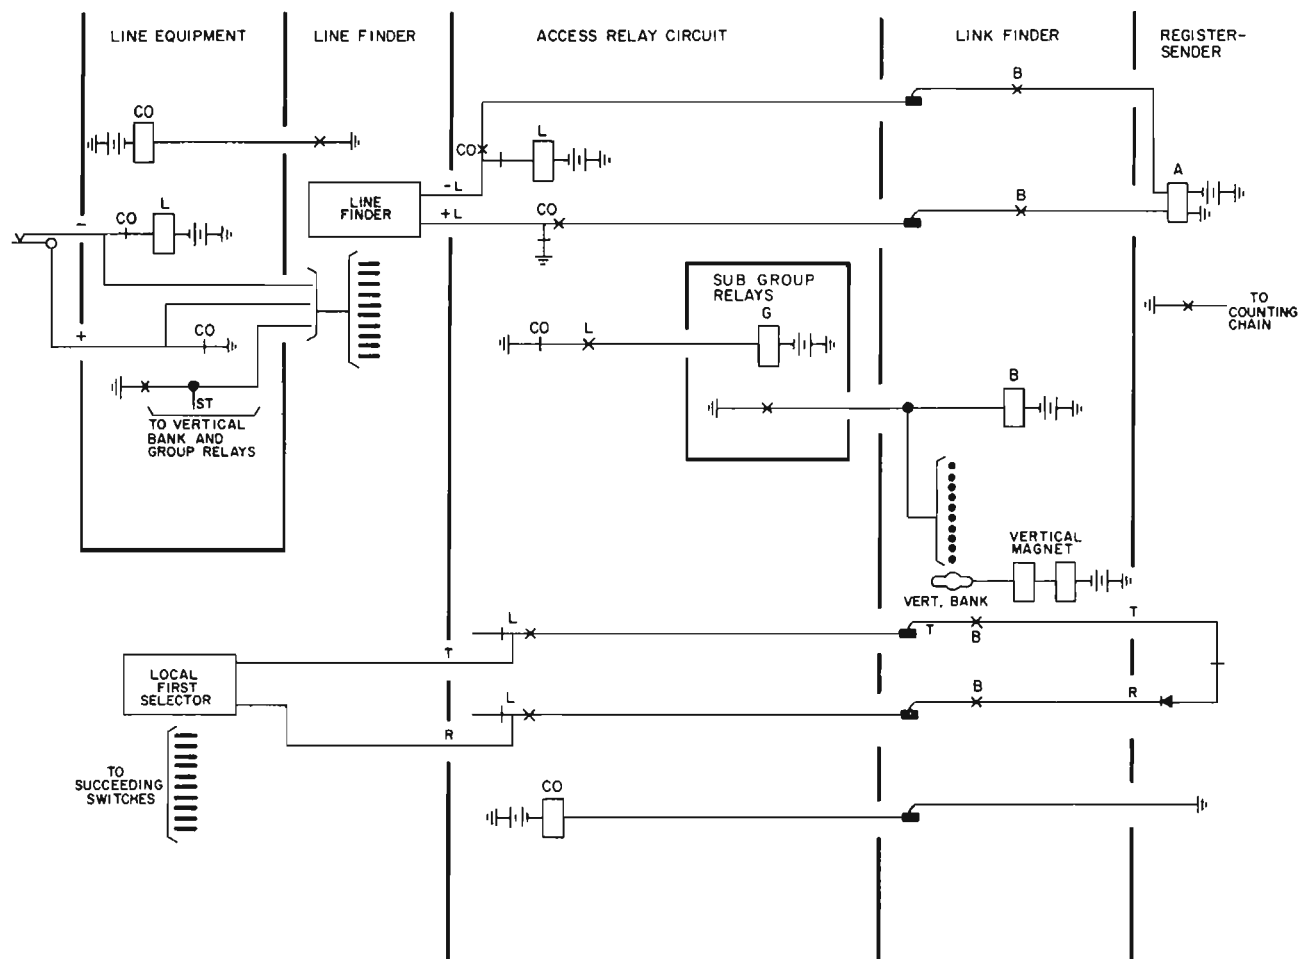 LINE EQUIPMENT
LINE FINDER
ACCESS RELAY CIRCUIT
LINK FINDER
REGISTER-
SENDER
CO
B
CO
L
A
-L
LINE
FINDER
+L
CO
B
-
CO
L
SUB GROUP
RELAYS
G
TO
COUNTING
CHAIN
+
CO
CO
L
B
ST
TO VERTICAL
BANK AND
GROUP RELAYS
VERTICAL
MAGNET
VERT. BANK
L
T
B
T
T
LOCAL
FIRST
SELECTOR
L
B
R
R
TO
SUCCEEDING
SWITCHES
CO